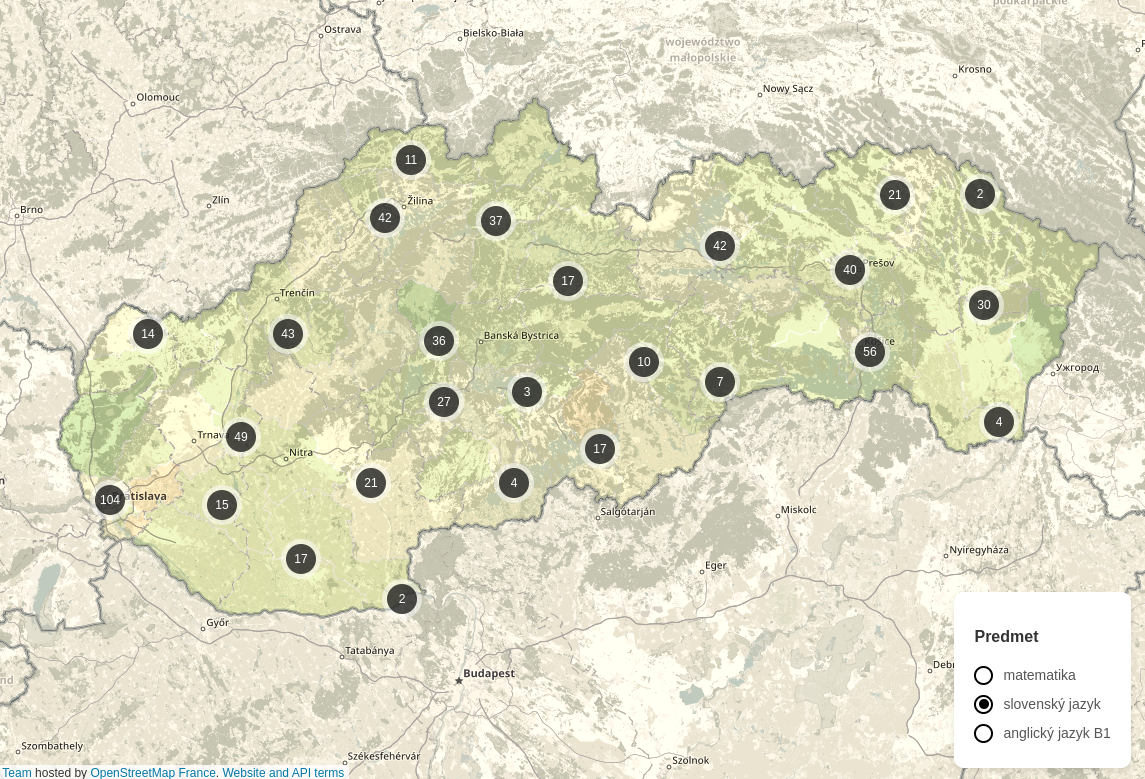 podkarpackie
Ostrava
Bielsko-Biała
województwo
małopolskie
Krosno
Nowy Sącz
Olomouc
11
21
2
Zlín
Žilina
Brno
42
37
42
40
rešov
17
Trenčín
30
14
43
36
Banská Bystrica
56
10
7
Ужгород
3
27
4
Trnava
49
17
Nitra
21
4
104
atislava
15
Miskolc
Salgótarján
Nyíregyháza
17
Eger
2
Győr
Tatabánya
Budapest
Szombathely
Székesfehérvár
Szolnok
Predmet
matematika
slovenský jazyk
anglický jazyk B1
Team hosted by OpenStreetMap France. Website and API terms